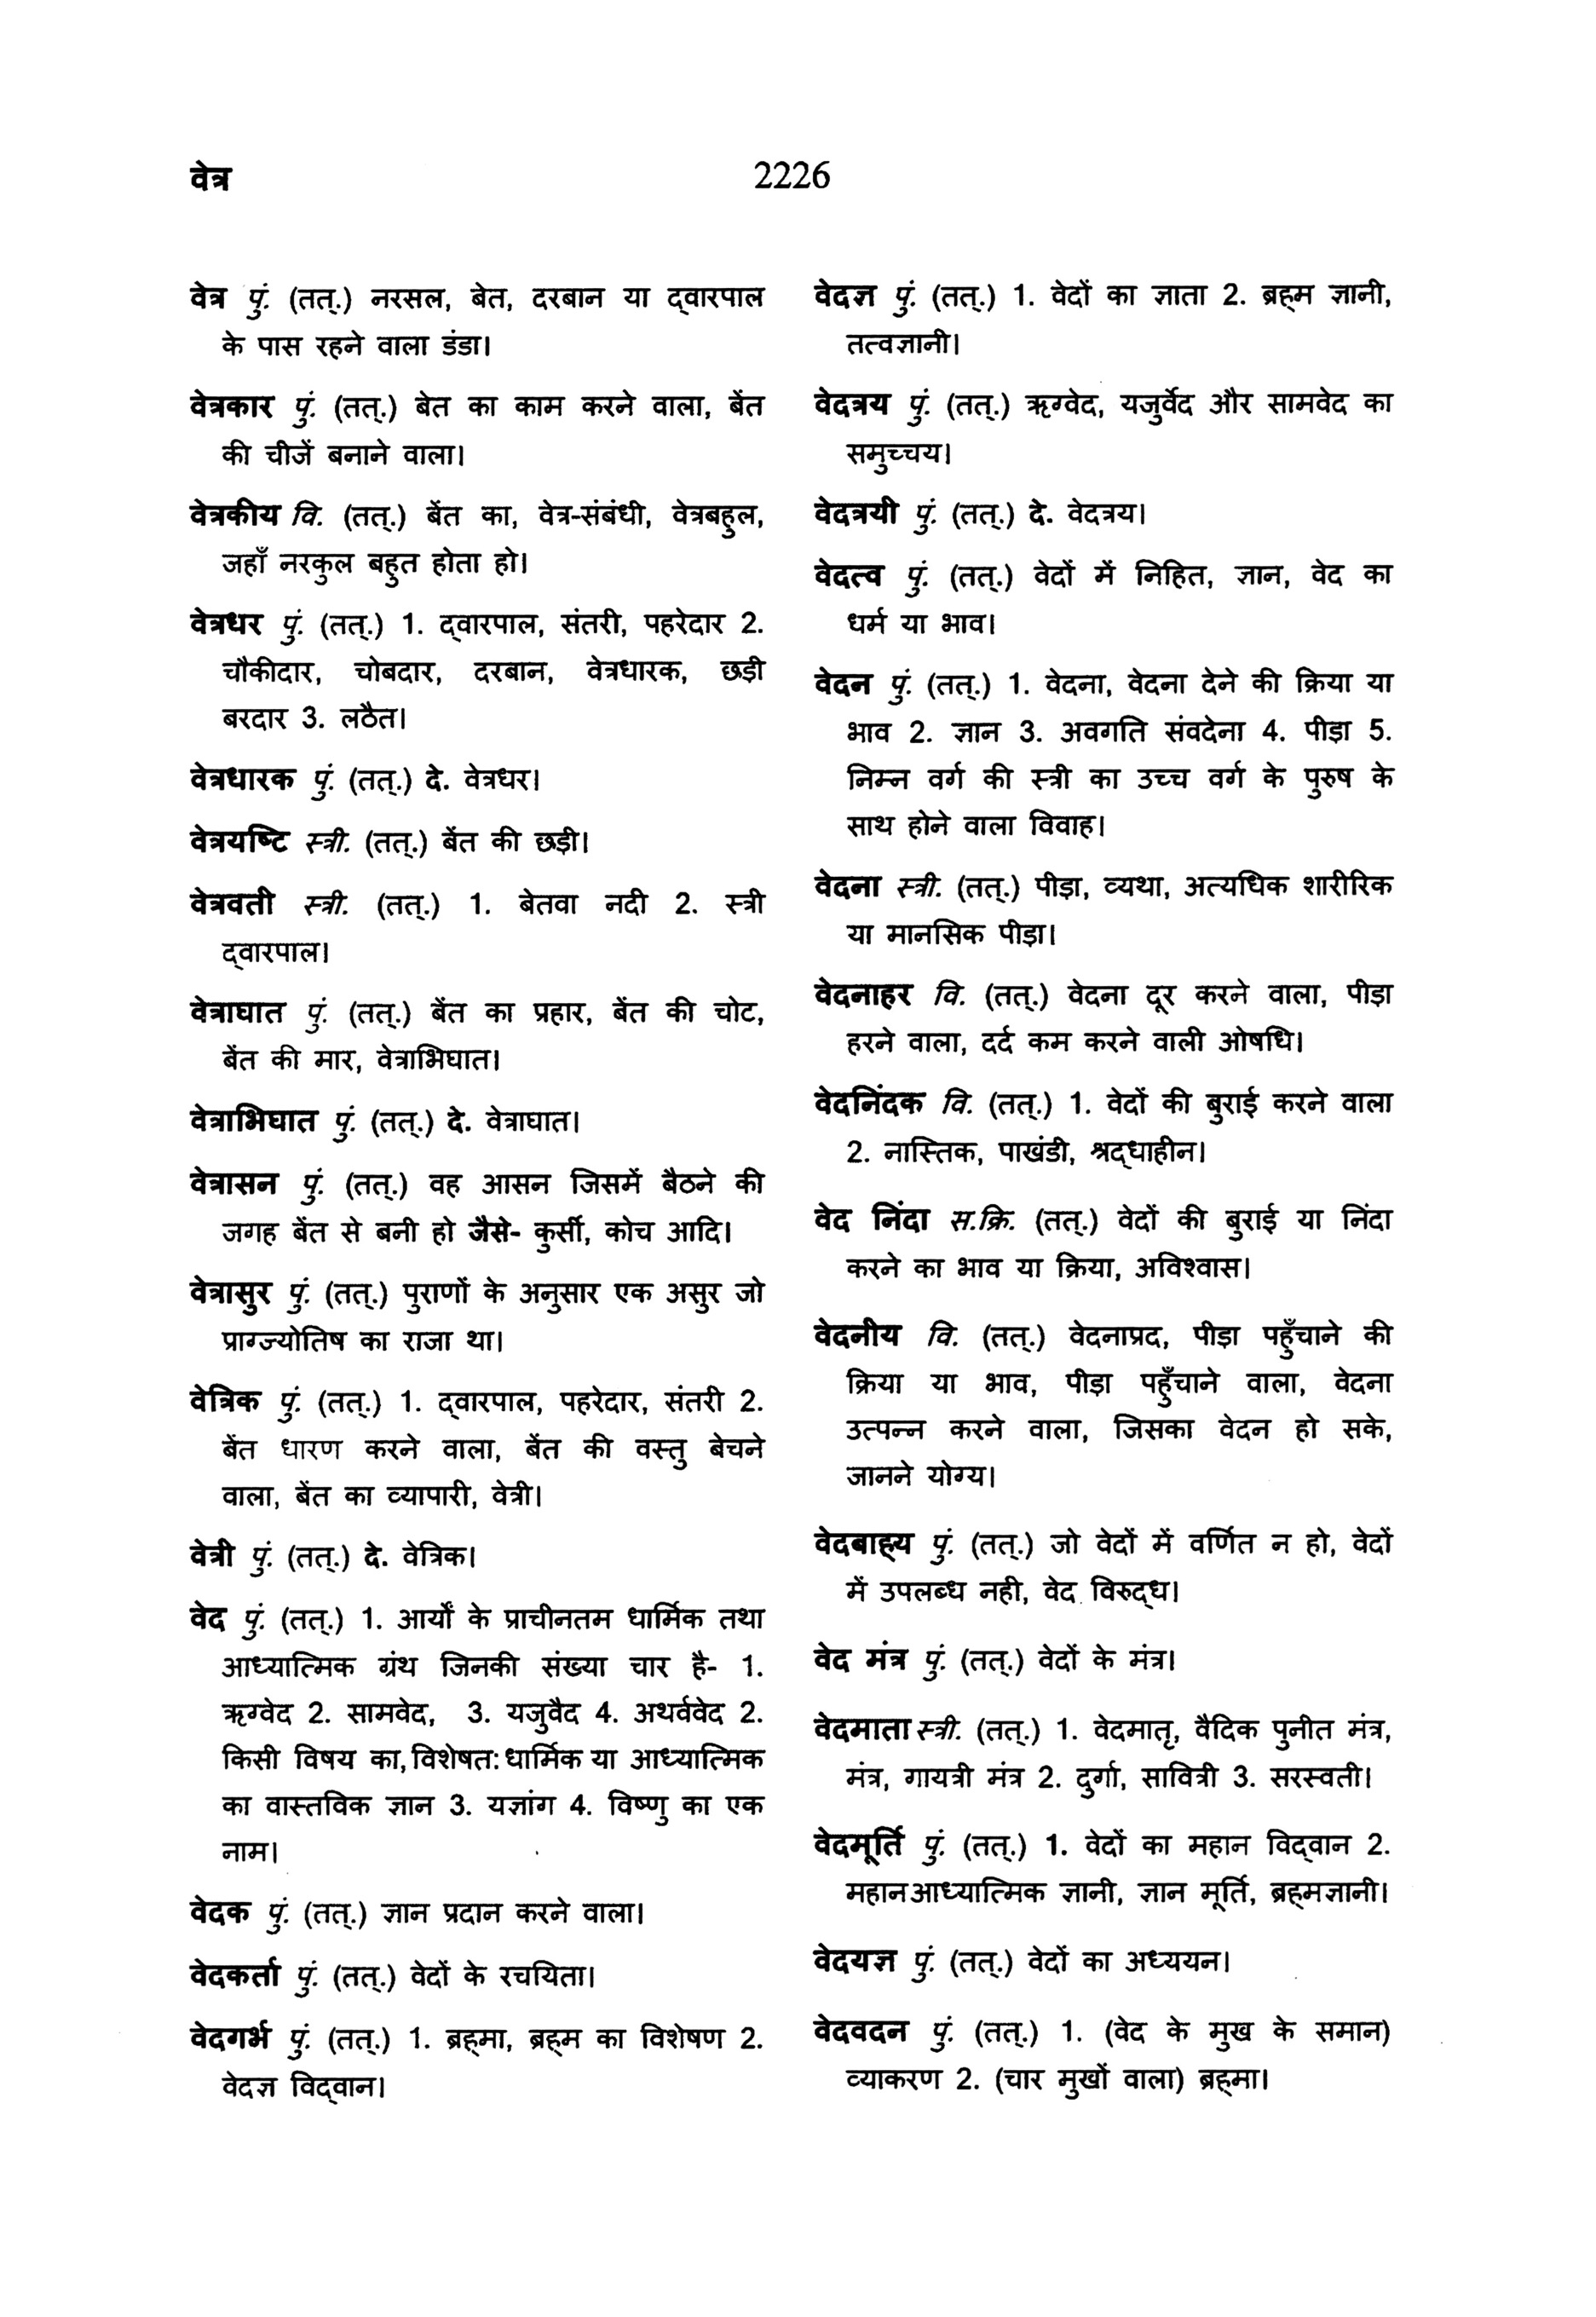 वेत्र
2226
वेत्र पुं. (तत्.) नरसल, बेत, दरबान या द्वारपाल
के पास रहने वाला डंडा।
वेत्रकार पुं. (तत्.) बेत का काम करने वाला, बेंत
की चीजें बनाने वाला।
वेत्रकीय वि. (तत्.) बेंत का, वेत्र-संबंधी, वेत्रबहुल,
जहाँ नरकुल बहुत होता हो।
वेत्रधर पुं. (तत्.) 1. द्वारपाल, संतरी, पहरेदार 2.
चौकीदार, चोबदार, दरबान, वेत्रधारक, छड़ी
बरदार 3. लठैत।
वेत्रधारक पुं. (तत्.) दे. वेत्रधर।
वेत्रयष्टि स्त्री. (तत्.) बेंत की छड़ी।
वेत्रवती स्त्री. (तत्.) 1. बेतवा नदी 2. स्त्री
द्वारपाल।
वेत्राघात पुं. (तत्.) बेंत का प्रहार, बेंत की चोट,
बेंत की मार, वेत्राभिघात।
वेत्राभिघात पुं. (तत्.) दे. वेत्राघात।
वेत्रासन पुं. (तत्.) वह आसन जिसमें बैठने की
जगह बेंत से बनी हो जैसे- कुर्सी, कोच आदि।
वेत्रासुर पुं. (तत्.) पुराणों के अनुसार एक असुर जो
प्राग्ज्योतिष का राजा था।
वेत्रिक पुं. (तत्.) 1. द्वारपाल, पहरेदार, संतरी 2.
बेंत धारण करने वाला, बेंत की वस्तु बेचने
वाला, बेंत का व्यापारी, वेत्री।
वेत्री पुं. (तत्.) दे. वेत्रिक।
वेद पुं. (तत्.) 1. आर्यों के प्राचीनतम धार्मिक तथा
आध्यात्मिक ग्रंथ जिनकी संख्या चार है- 1.
ऋग्वेद 2. सामवेद, 3. यजुवैद 4. अथर्ववेद 2.
किसी विषय का, विशेषत: धार्मिक या आध्यात्मिक
का वास्तविक ज्ञान 3. यज्ञांग 4. विष्णु का एक
नाम।
वेदक पुं. (तत्.) ज्ञान प्रदान करने वाला।
वेदकर्ता पुं. (तत्.) वेदों के रचयिता।
वेदगर्भ पुं. (तत्.) 1. ब्रह्मा, ब्रह्म का विशेषण 2.
वेदज्ञ विद्वान।
वेदज्ञ पुं. (तत्.) 1. वेदों का ज्ञाता 2. ब्रह्म ज्ञानी,
तत्वज्ञानी।
वेदत्रय पुं. (तत्.) ऋग्वेद, यजुर्वेद और सामवेद का
समुच्चय।
वेदत्रयी पुं. (तत्.) दे. वेदत्रय।
वेदत्व पुं. (तत्.) वेदों में निहित, ज्ञान, वेद का
धर्म या भाव।
वेदन पुं. (तत्.) 1. वेदना, वेदना देने की क्रिया या
भाव 2. ज्ञान 3. अवगति संवदेना 4. पीड़ा 5.
निम्न वर्ग की स्त्री का उच्च वर्ग के पुरुष के
साथ होने वाला विवाह।
वेदना स्त्री. (तत्.) पीड़ा, व्यथा, अत्यधिक शारीरिक
या मानसिक पीड़ा।
वेदनाहर वि. (तत्.) वेदना दूर करने वाला, पीड़ा
हरने वाला, दर्द कम करने वाली ओषधि।
वेदनिंदक वि. (तत्.) 1. वेदों की बुराई करने वाला
2. नास्तिक, पाखंडी, श्रद्धाहीन।
वेद निंदा स.क्रि. (तत्.) वेदों की बुराई या निंदा
करने का भाव या क्रिया, अविश्वास।
वेदनीय वि. (तत्.) वेदनाप्रद, पीड़ा पहुँचाने की
क्रिया या भाव, पीड़ा पहुँचाने वाला, वेदना
उत्पन्न करने वाला, जिसका वेदन हो सके,
जानने योग्य।
वेदबाह्य पुं. (तत्.) जो वेदों में वर्णित न हो, वेदों
में उपलब्ध नही, वेद विरुद्ध।
वेद मंत्र पुं. (तत्.) वेदों के मंत्र।
वेदमाता स्त्री. (तत्.) 1. वेदमातृ, वैदिक पुनीत मंत्र,
मंत्र, गायत्री मंत्र 2. दुर्गा, सावित्री 3. सरस्वती।
वेदमूर्ति पुं. (तत्.) 1. वेदों का महान विद्वान 2.
महान आध्यात्मिक ज्ञानी, ज्ञान मूर्ति, ब्रह्मज्ञानी।
वेदयज्ञ पुं. (तत्.) वेदों का अध्ययन।
वेदवदन पुं. (तत्.) 1. (वेद के मुख के समान)
व्याकरण 2. (चार मुखों वाला) ब्रह्मा।